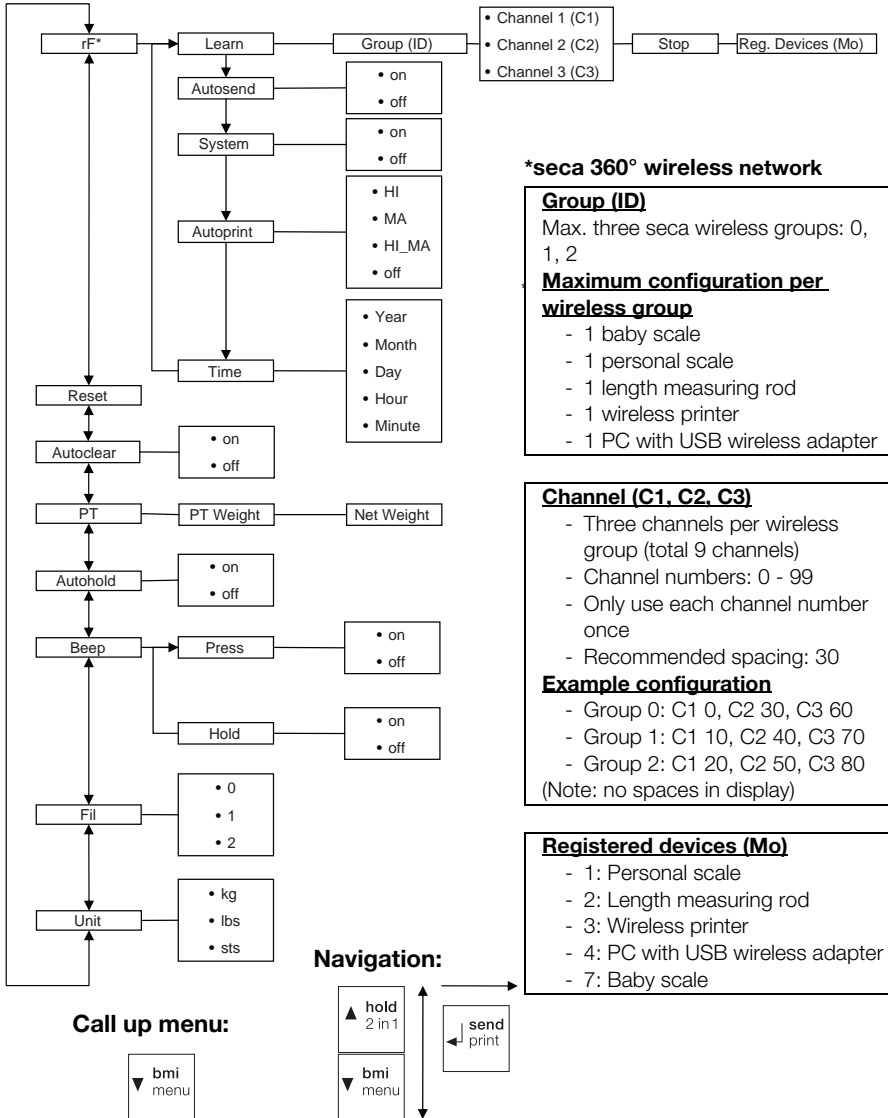 rF*
Learn
Group (ID)
• Channel 1 (C1)
• Channel 2 (C2)
• Channel 3 (C3)
Stop
Reg. Devices (Mo)
Autosend
• on
• off
System
• on
• off
Autoprint
• HI
• MA
• HI_MA
• off
Time
• Year
• Month
• Day
• Hour
• Minute
Reset
Autoclear
• on
• off
PT
PT Weight
Net Weight
Autohold
• on
• off
Beep
Press
• on
• off
Hold
• on
• off
Fil
• 0
• 1
• 2
Unit
• kg
• lbs
• sts
*seca 360° wireless network
Group (ID)
Max. three seca wireless groups: 0,
1, 2
Maximum configuration per
wireless group
- 1 baby scale
- 1 personal scale
- 1 length measuring rod
- 1 wireless printer
- 1 PC with USB wireless adapter
Channel (C1, C2, C3)
- Three channels per wireless
group (total 9 channels)
- Channel numbers: 0 - 99
- Only use each channel number
once
- Recommended spacing: 30
Example configuration
- Group 0: C1 0, C2 30, C3 60
- Group 1: C1 10, C2 40, C3 70
- Group 2: C1 20, C2 50, C3 80
(Note: no spaces in display)
Registered devices (Mo)
- 1: Personal scale
- 2: Length measuring rod
- 3: Wireless printer
- 4: PC with USB wireless adapter
- 7: Baby scale
Call up menu:
bmi
menu
Navigation:
hold
2 in 1
bmi
menu
send
print